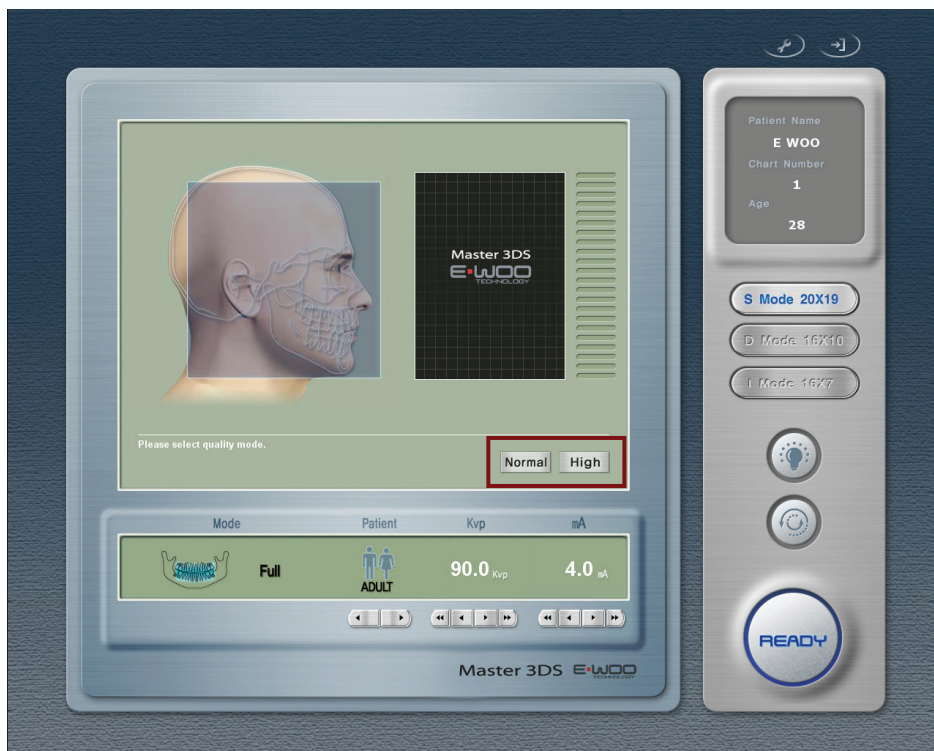 Patient Name
E WOO
Chart Number
1
Age
28
Master 3DS
E·WOO
TECHNOLOGY
S Mode 20X19
D Mode 16X10
I Mode 16X7
Please select quality mode.
Normal High
Mode Patient Kvp mA
Full ADULT 90.0 Kvp 4.0 mA
READY
Master 3DS E·WOO
TECHNOLOGY